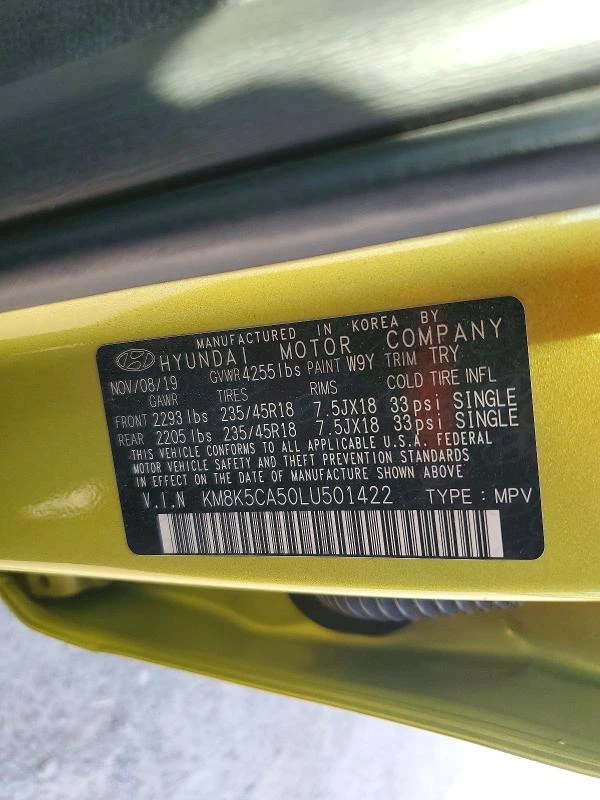 MANUFACTURED IN KOREA BY
HYUNDAI MOTOR COMPANY
NOV/08/19 GVWR 4255lbs PAINT W9Y TRIM TRY
GAWR TIRES RIMS COLD TIRE INFL
FRONT 2293 lbs 235/45R18 7.5JX18 33psi SINGLE
REAR 2205 lbs 235/45R18 7.5JX18 33psi SINGLE
THIS VEHICLE CONFORMS TO ALL APPLICABLE U.S.A. FEDERAL
MOTOR VEHICLE SAFETY AND THEFT PREVENTION STANDARDS
IN EFFECT ON THE DATE OF MANUFACTURE SHOWN ABOVE.
V.I.N KM8K5CA50LU501422 TYPE : MPV